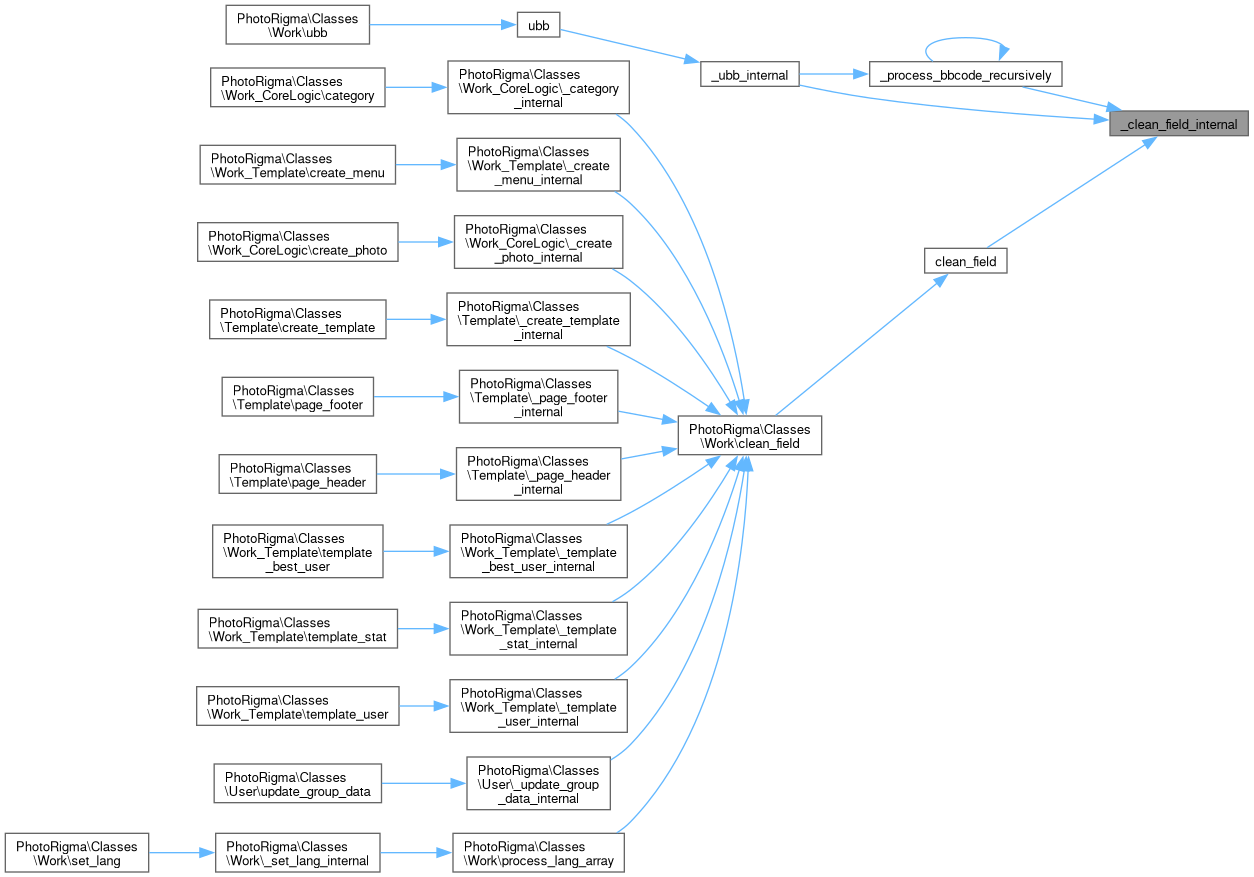 PhotoRigma\Classes
\Work\ubb
ubb
_ubb_internal
_process_bbcode_recursively
_clean_field_internal
PhotoRigma\Classes
\Work_CoreLogic\category
PhotoRigma\Classes
\Work_CoreLogic\_category
_internal
PhotoRigma\Classes
\Work_Template\create_menu
PhotoRigma\Classes
\Work_Template\_create
_menu_internal
PhotoRigma\Classes
\Work_CoreLogic\create_photo
PhotoRigma\Classes
\Work_CoreLogic\_create
_photo_internal
clean_field
PhotoRigma\Classes
\Template\create_template
PhotoRigma\Classes
\Template\_create_template
_internal
PhotoRigma\Classes
\Template\page_footer
PhotoRigma\Classes
\Template\_page_footer
_internal
PhotoRigma\Classes
\Work\clean_field
PhotoRigma\Classes
\Template\page_header
PhotoRigma\Classes
\Template\_page_header
_internal
PhotoRigma\Classes
\Work_Template\template
_best_user
PhotoRigma\Classes
\Work_Template\_template
_best_user_internal
PhotoRigma\Classes
\Work_Template\template_stat
PhotoRigma\Classes
\Work_Template\_template
_stat_internal
PhotoRigma\Classes
\Work_Template\template_user
PhotoRigma\Classes
\Work_Template\_template
_user_internal
PhotoRigma\Classes
\User\update_group_data
PhotoRigma\Classes
\User\_update_group
_data_internal
PhotoRigma\Classes
\Work\set_lang
PhotoRigma\Classes
\Work\_set_lang_internal
PhotoRigma\Classes
\Work\process_lang_array